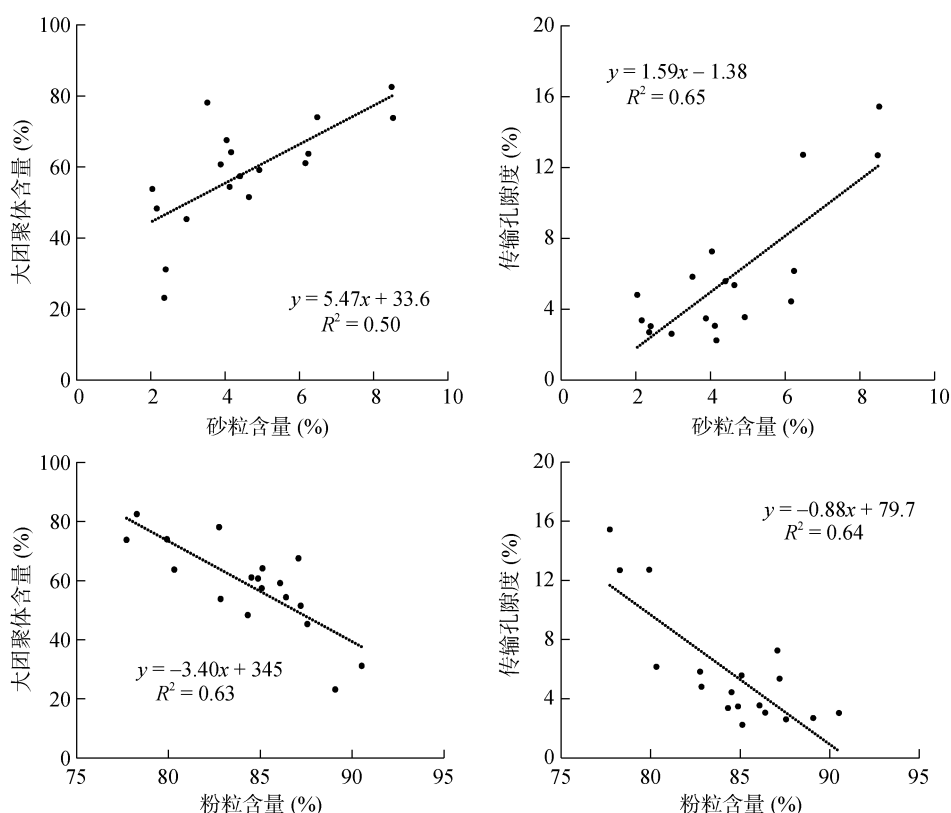 100
80
60
40
20
0
大团聚体含量 (%)
y = 5.47x + 33.6
R² = 0.50
0 2 4 6 8 10
砂粒含量 (%)
20
16
12
8
4
0
传输孔隙度 (%)
y = 1.59x – 1.38
R² = 0.65
0 2 4 6 8 10
砂粒含量 (%)
100
80
60
40
20
0
大团聚体含量 (%)
y = –3.40x + 345
R² = 0.63
75 80 85 90 95
粉粒含量 (%)
20
16
12
8
4
0
传输孔隙度 (%)
y = –0.88x + 79.7
R² = 0.64
75 80 85 90 95
粉粒含量 (%)